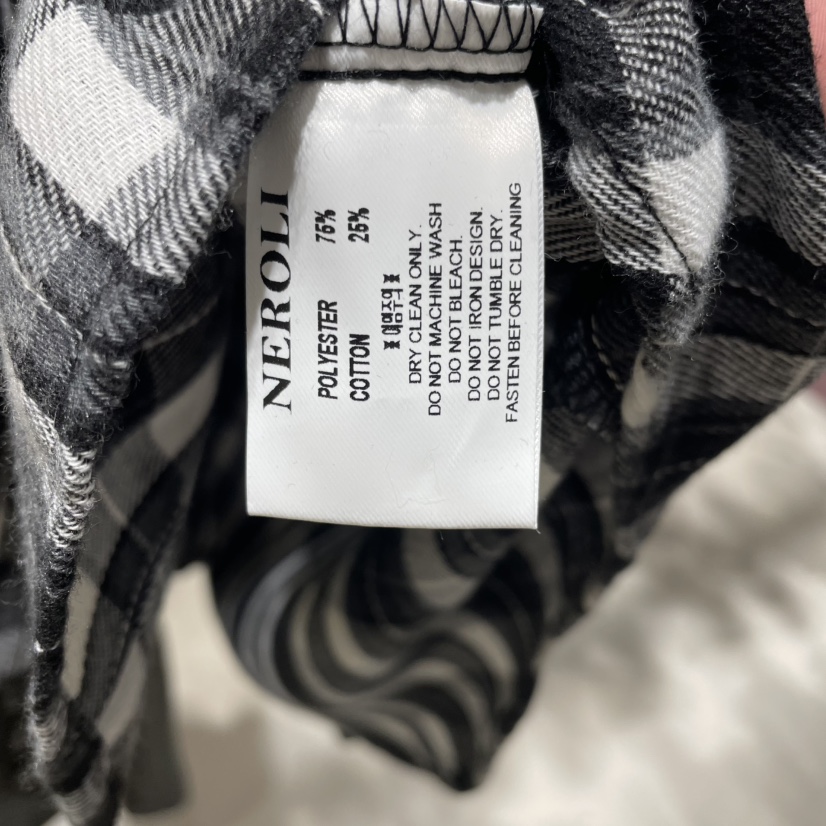 NEROLI
POLYESTER 75%
COTTON 25%
DRY CLEAN ONLY.
DO NOT MACHINE WASH
DO NOT BLEACH.
DO NOT IRON DESIGN.
DO NOT TUMBLE DRY.
FASTEN BEFORE CLEANING